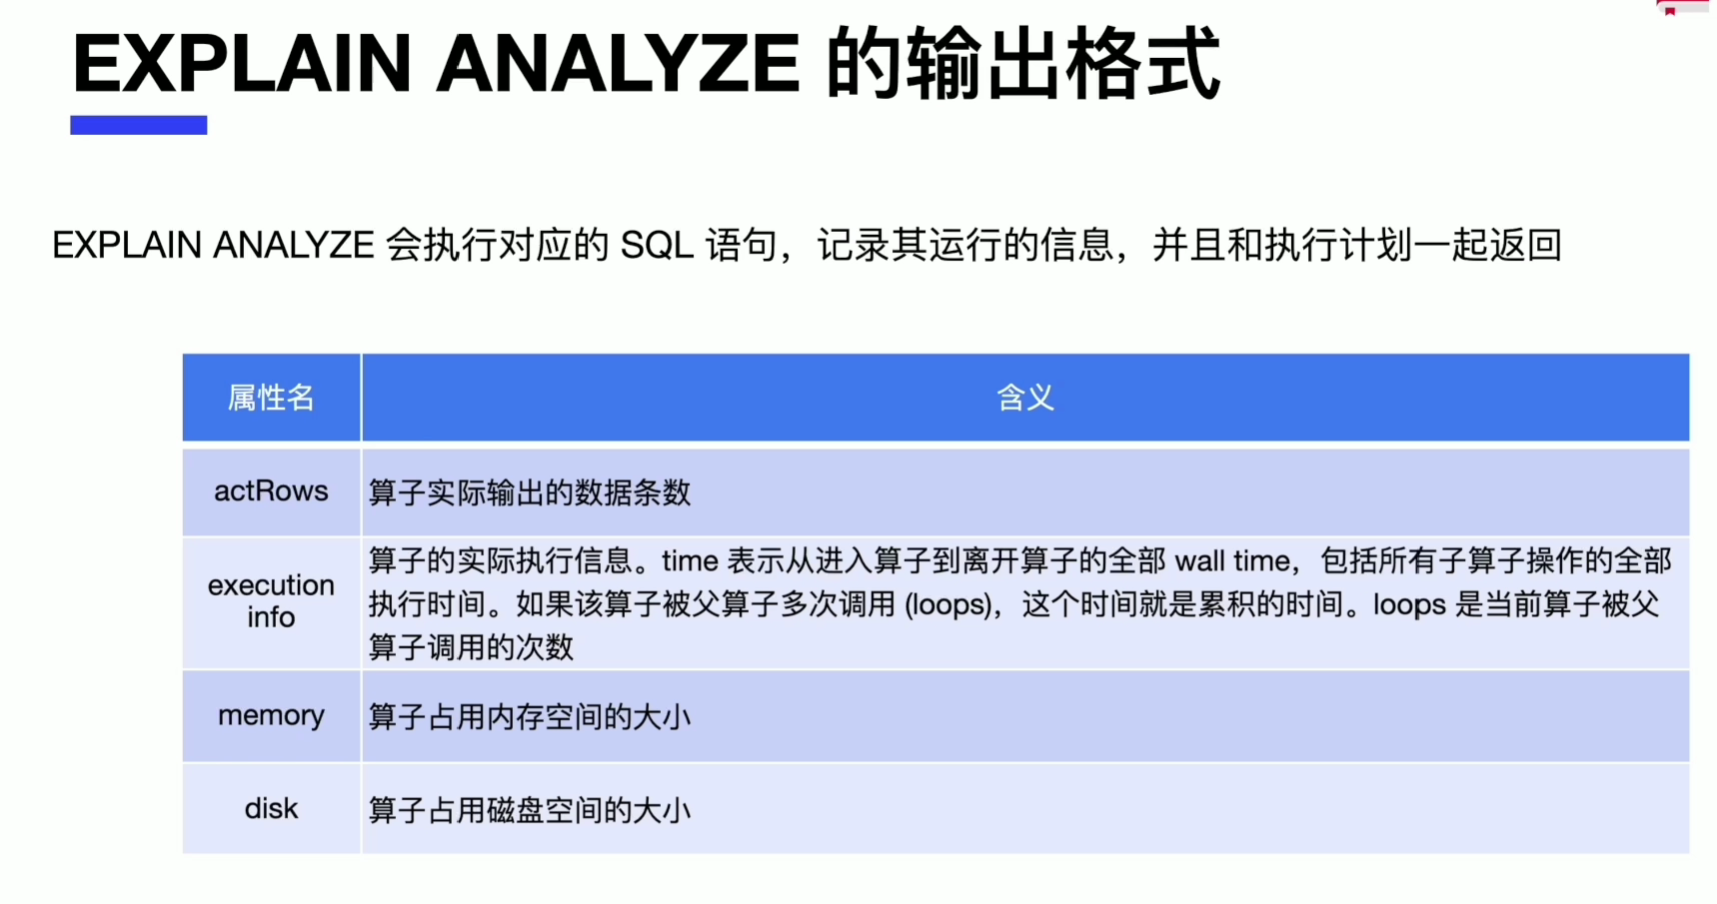 EXPLAIN ANALYZE 的输出格式
EXPLAIN ANALYZE 会执行对应的 SQL 语句，记录其运行的信息，并且和执行计划一起返回
属性名
含义
actRows
算子实际输出的数据条数
execution
info
算子的实际执行信息。time 表示从进入算子到离开算子的全部 wall time，包括所有子算子操作的全部
执行时间。如果该算子被父算子多次调用 (loops)，这个时间就是累积的时间。loops 是当前算子被父
算子调用的次数
memory
算子占用内存空间的大小
disk
算子占用磁盘空间的大小